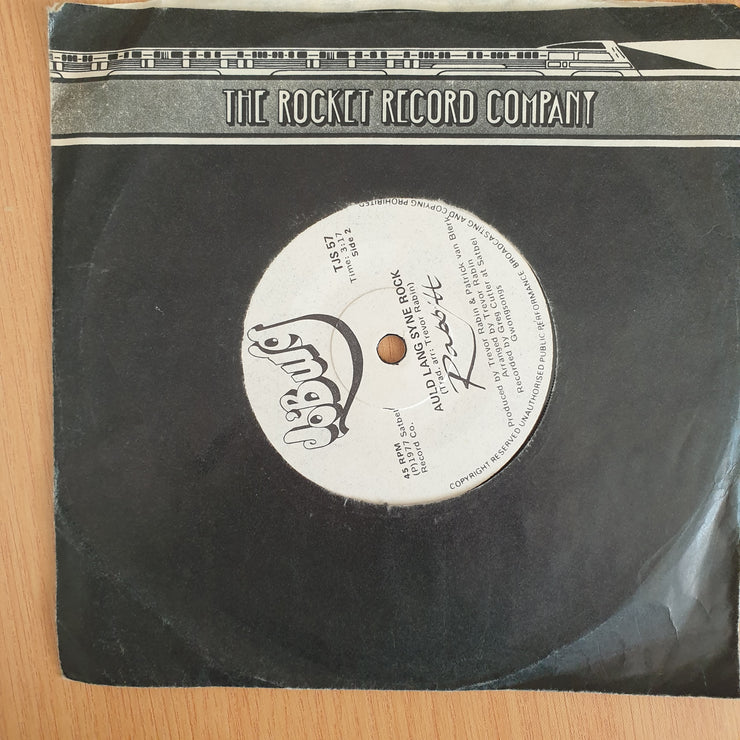 THE ROCKET RECORD COMPANY
JO'BURG
TJS 57
Time: 3:17
Side 2
45 RPM
(P)1977 Satbel
Record Co.
AULD LANG SYNE ROCK
(Trad. arr: Trevor Rabin)
Rabbitt
Produced by Trevor Rabin & Patrick van Blerk
Arranged by Trevor Rabin
Recorded by Greg Cutler at Satbel
Gwongsongs
COPYRIGHT RESERVED UNAUTHORISED PUBLIC PERFORMANCE BROADCASTING AND COPYING PROHIBITED